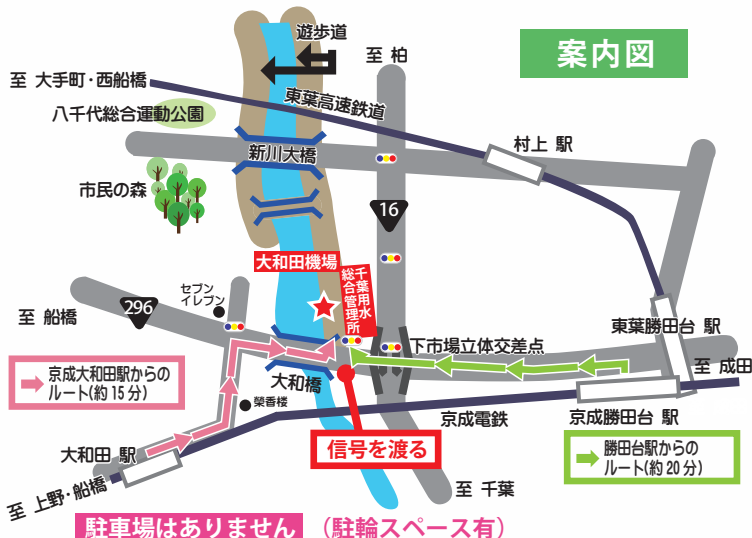 遊歩道
至 柏
案内図
至 大手町・西船橋
東葉高速鉄道
八千代総合運動公園
新川大橋
村上 駅
市民の森
16
大和田機場
千葉用水
総合管理所
セブン
イレブン
296
至 船橋
東葉勝田台 駅
下市場立体交差点
至 成田
京成大和田駅からの
ルート(約15分)
大和橋
榮香楼
京成電鉄
京成勝田台 駅
大和田 駅
信号を渡る
勝田台駅からの
ルート(約20分)
至 上野・船橋
至 千葉
駐車場はありません (駐輪スペース有)